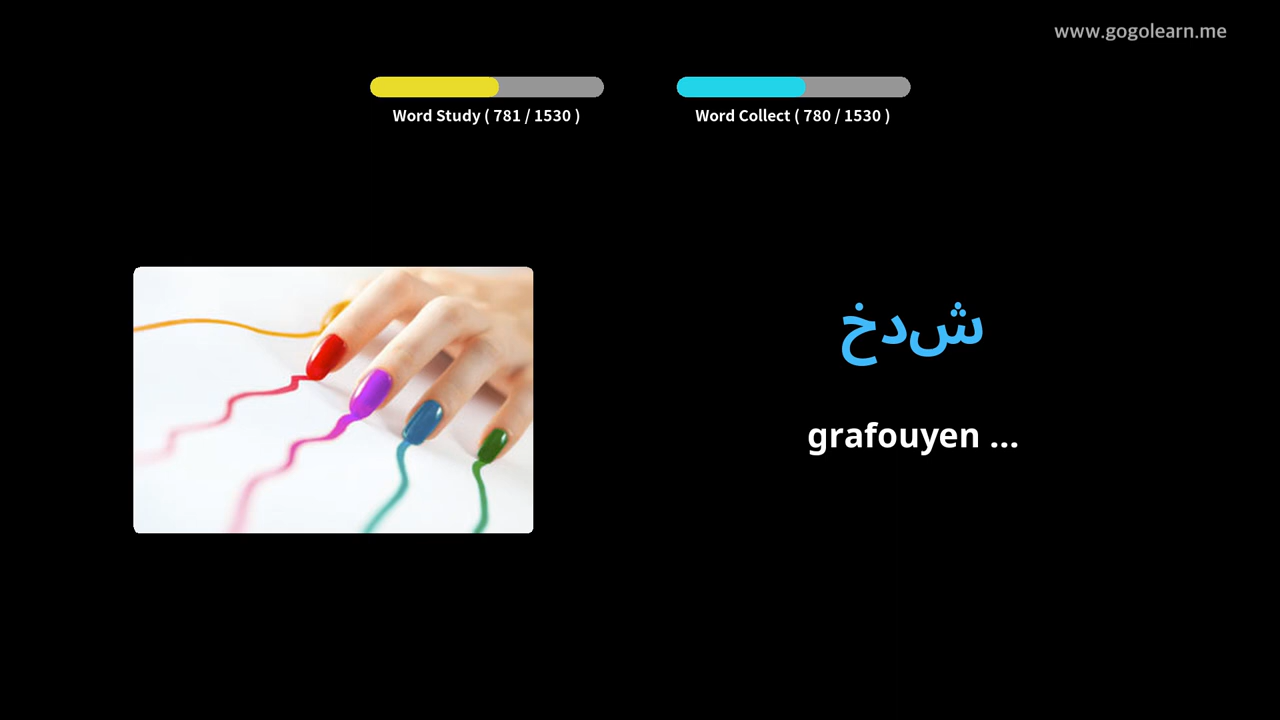 www.gogolearn.me
Word Study ( 781 / 1530 )
Word Collect ( 780 / 1530 )
شدخ
grafouyen ...